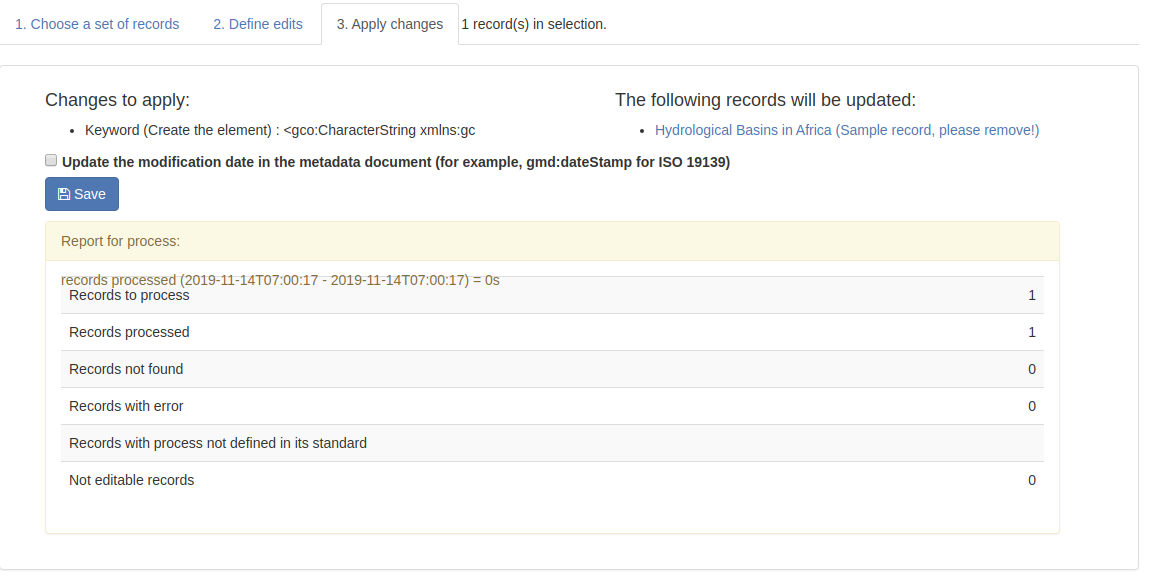 1. Choose a set of records 2. Define edits 3. Apply changes 1 record(s) in selection.
Changes to apply:
• Keyword (Create the element) : <gco:CharacterString xmlns:gc
The following records will be updated:
• Hydrological Basins in Africa (Sample record, please remove!)
Update the modification date in the metadata document (for example, gmd:dateStamp for ISO 19139)
Save
Report for process:
records processed (2019-11-14T07:00:17 - 2019-11-14T07:00:17) = 0s
Records to process 1
Records processed 1
Records not found 0
Records with error 0
Records with process not defined in its standard
Not editable records 0